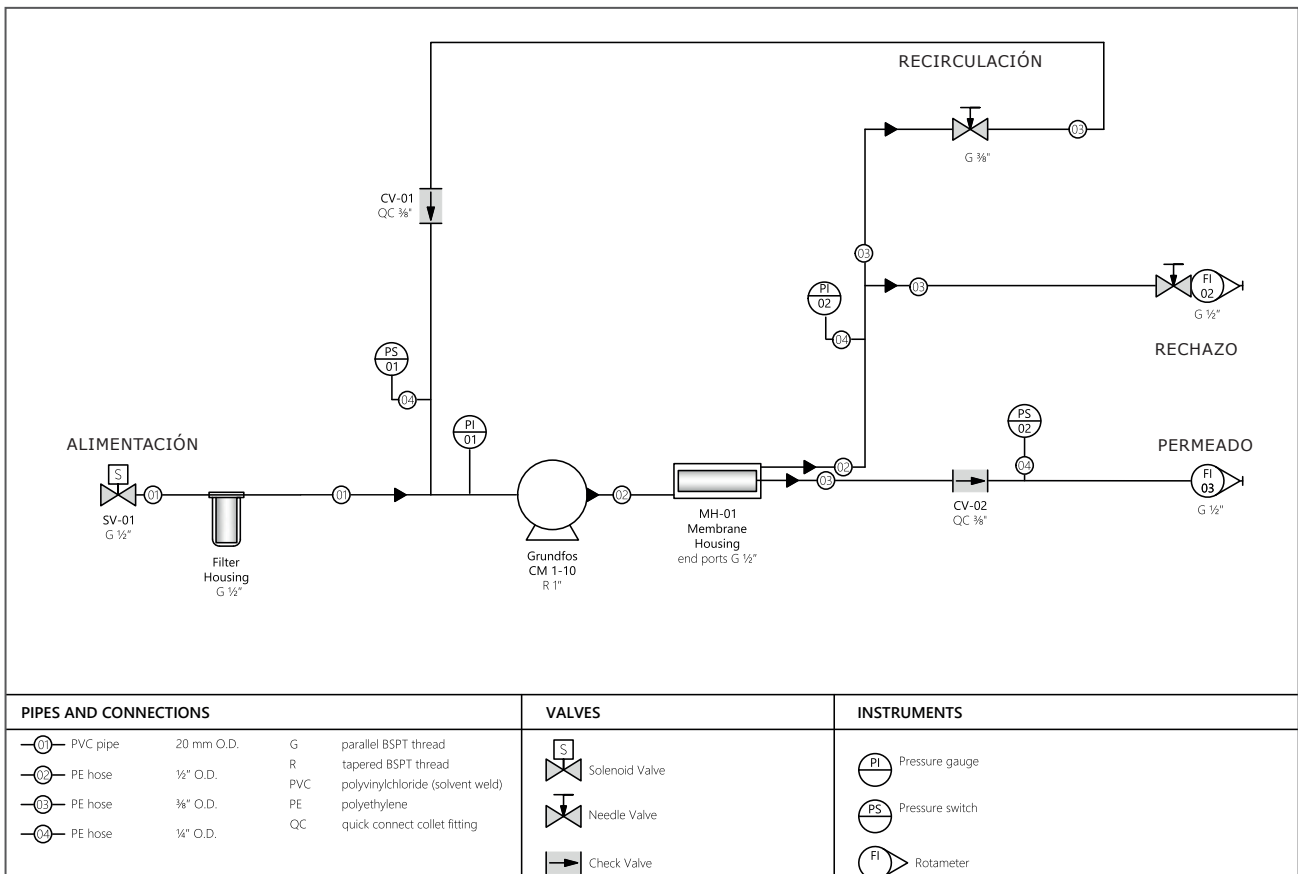 RECIRCULACIÓN
03
G ⅜"
CV-01
QC ⅜"
03
PI
02
03
FI
02
G ½"
04
RECHAZO
PS
01
04
PI
01
PS
02
ALIMENTACIÓN
PERMEADO
S
01
01
02
02
03
04
FI
03
G ½"
SV-01
G ½"
Filter
Housing
G ½"
Grundfos
CM 1-10
R 1"
MH-01
Membrane
Housing
end ports G ½"
CV-02
QC ⅜"
PIPES AND CONNECTIONS
01 PVC pipe 20 mm O.D.
02 PE hose ½" O.D.
03 PE hose ⅜" O.D.
04 PE hose ¼" O.D.
G parallel BSPT thread
R tapered BSPT thread
PVC polyvinylchloride (solvent weld)
PE polyethylene
QC quick connect collet fitting
VALVES
S Solenoid Valve
Needle Valve
Check Valve
INSTRUMENTS
PI Pressure gauge
PS Pressure switch
FI Rotameter